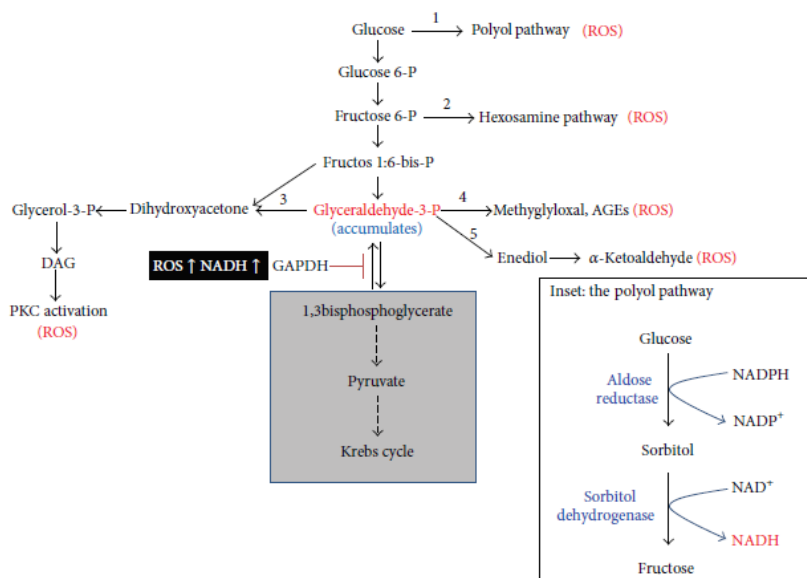 Glucose 1 Polyol pathway (ROS)
Glucose 6-P
Fructose 6-P 2 Hexosamine pathway (ROS)
Fructos 1:6-bis-P
Glycerol-3-P Dihydroxyacetone 3 Glyceraldehyde-3-P 4 Methyglyloxal, AGEs (ROS)
(accumulates)
5
DAG
ROS ↑ NADH ↑ GAPDH
Enediol α-Ketoaldehyde (ROS)
PKC activation
(ROS)
1,3bisphosphoglycerate
Pyruvate
Krebs cycle
Inset: the polyol pathway
Glucose
Aldose
reductase
NADPH
NADP+
Sorbitol
Sorbitol
dehydrogenase
NAD+
NADH
Fructose